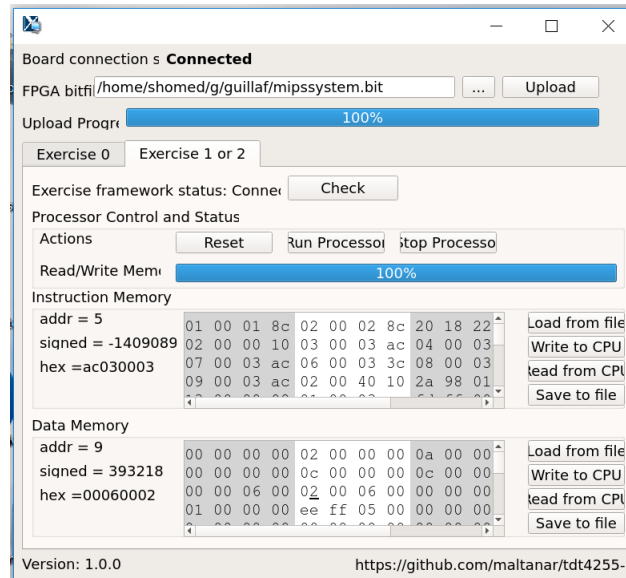 Board connection s Connected
FPGA bitfi /home/shomed/g/guillaf/mipssystem.bit ... Upload
Upload Progre 100%
Exercise 0 Exercise 1 or 2
Exercise framework status: Connec Check
Processor Control and Status
Actions Reset Run Processor Stop Processo
Read/Write Memo 100%
Instruction Memory
addr = 5
signed = -1409089
hex =ac030003
01 00 01 8c 02 00 02 8c 20 18 22
02 00 00 10 03 00 03 ac 04 00 03
07 00 03 ac 06 00 03 3c 08 00 03
09 00 03 ac 02 00 40 10 2a 98 01
Load from file
Write to CPU
Read from CPU
Save to file
Data Memory
addr = 9
signed = 393218
hex =00060002
00 00 00 00 02 00 00 00 0a 00 00
00 00 00 00 0c 00 00 00 0c 00 00
00 00 06 00 02 00 06 00 00 00 00
01 00 00 00 ee ff 05 00 00 00 00
Load from file
Write to CPU
Read from CPU
Save to file
Version: 1.0.0 https://github.com/maltanar/tdt4255-